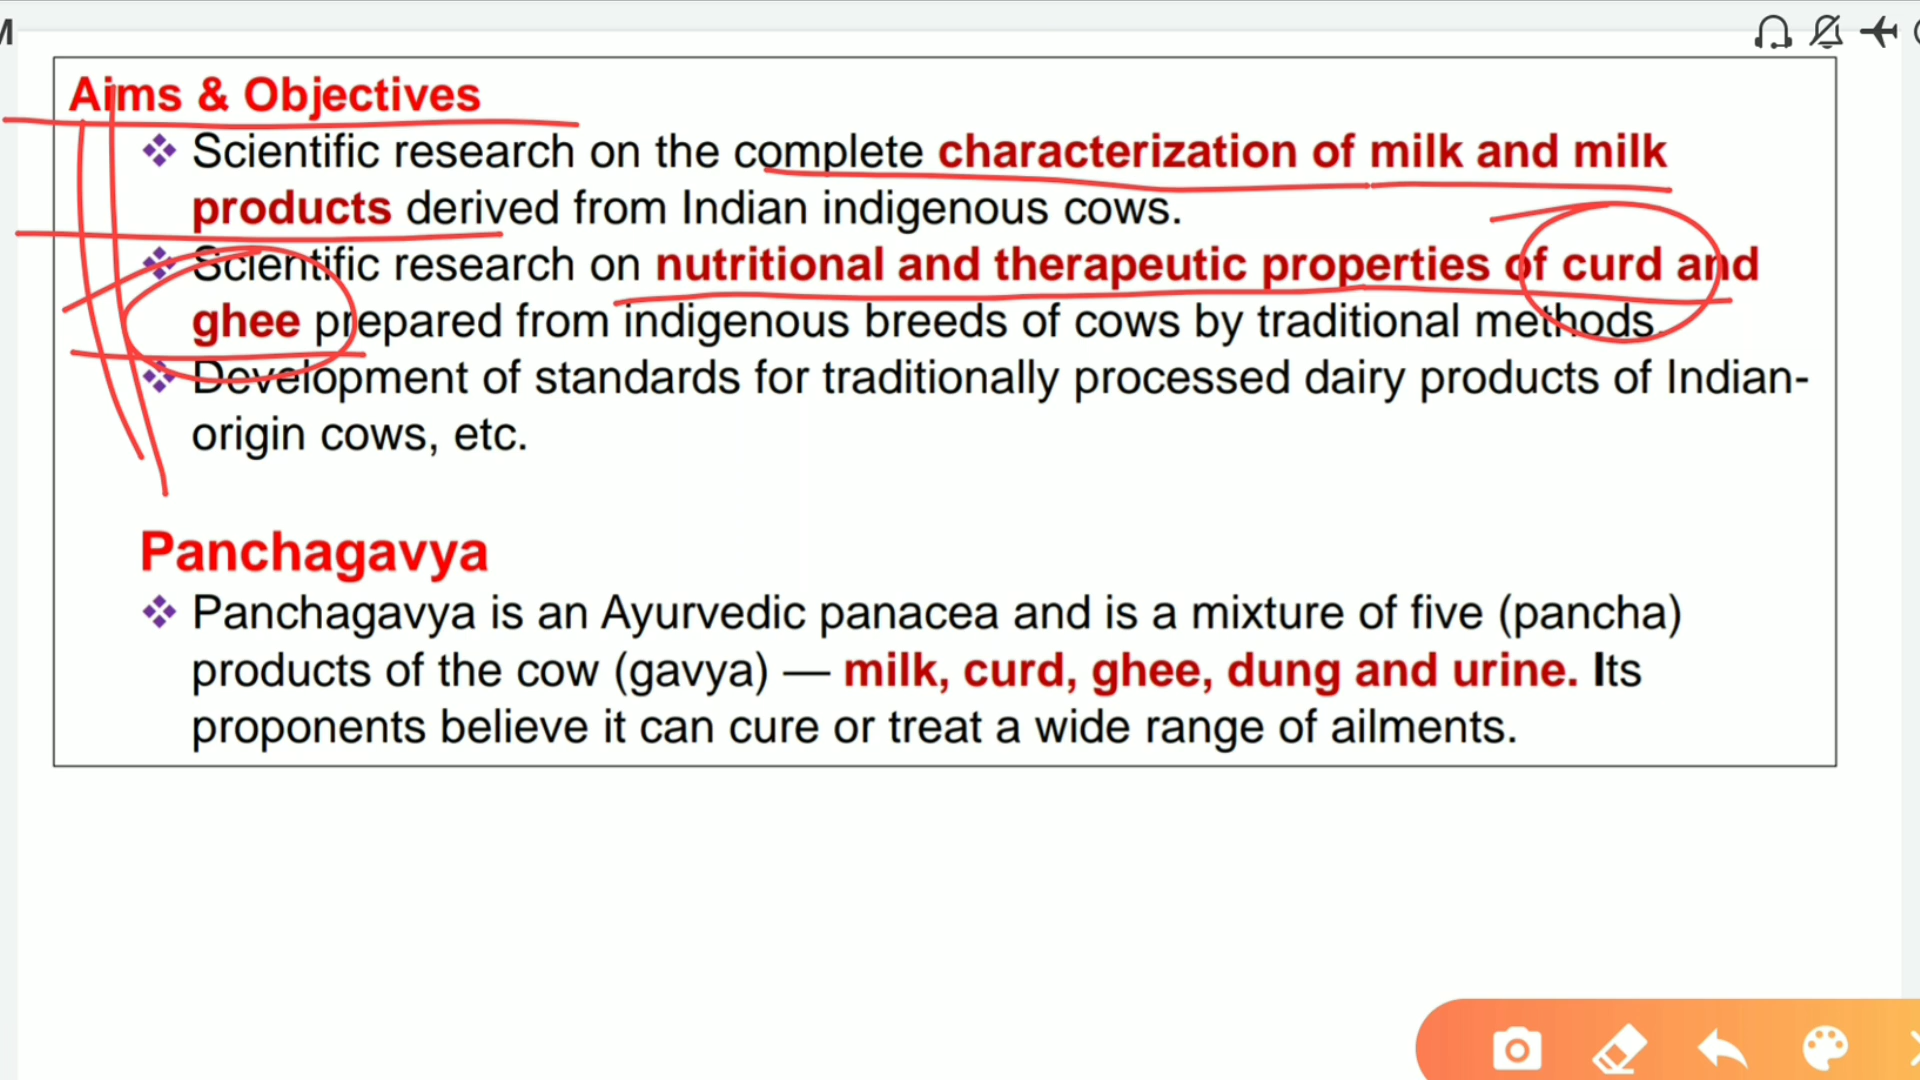 M
Aims & Objectives
Scientific research on the complete characterization of milk and milk
products derived from Indian indigenous cows.
Scientific research on nutritional and therapeutic properties of curd and
ghee prepared from indigenous breeds of cows by traditional methods.
Development of standards for traditionally processed dairy products of Indian-
origin cows, etc.
Panchagavya
Panchagavya is an Ayurvedic panacea and is a mixture of five (pancha)
products of the cow (gavya) — milk, curd, ghee, dung and urine. Its
proponents believe it can cure or treat a wide range of ailments.